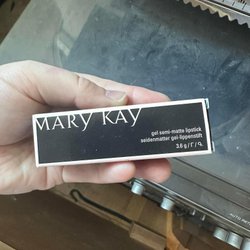 MARY KAY
gel semi-matte lipstick
seidenmatter gel-lippenstift
3.6 g / г / գ.